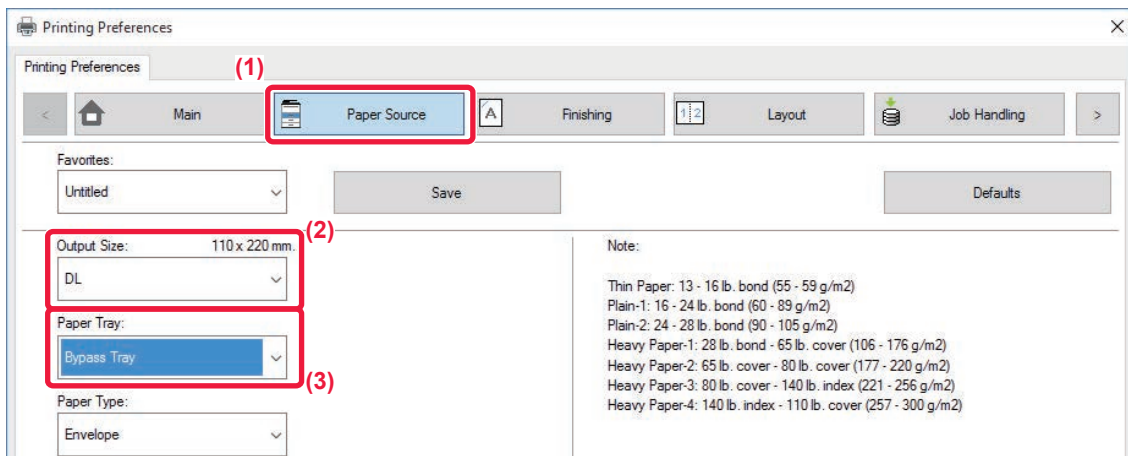 Printing Preferences
Printing Preferences
(1)
< Main Paper Source A Finishing 1 2 Layout Job Handling >
Favorites:
Untitled Save Defaults
(2)
Output Size: 110 x 220 mm.
DL
Paper Tray:
Bypass Tray
(3)
Paper Type:
Envelope
Note:
Thin Paper: 13 - 16 lb. bond (55 - 59 g/m2)
Plain-1: 16 - 24 lb. bond (60 - 89 g/m2)
Plain-2: 24 - 28 lb. bond (90 - 105 g/m2)
Heavy Paper-1: 28 lb. bond - 65 lb. cover (106 - 176 g/m2)
Heavy Paper-2: 65 lb. cover - 80 lb. cover (177 - 220 g/m2)
Heavy Paper-3: 80 lb. cover - 140 lb. index (221 - 256 g/m2)
Heavy Paper-4: 140 lb. index - 110 lb. cover (257 - 300 g/m2)